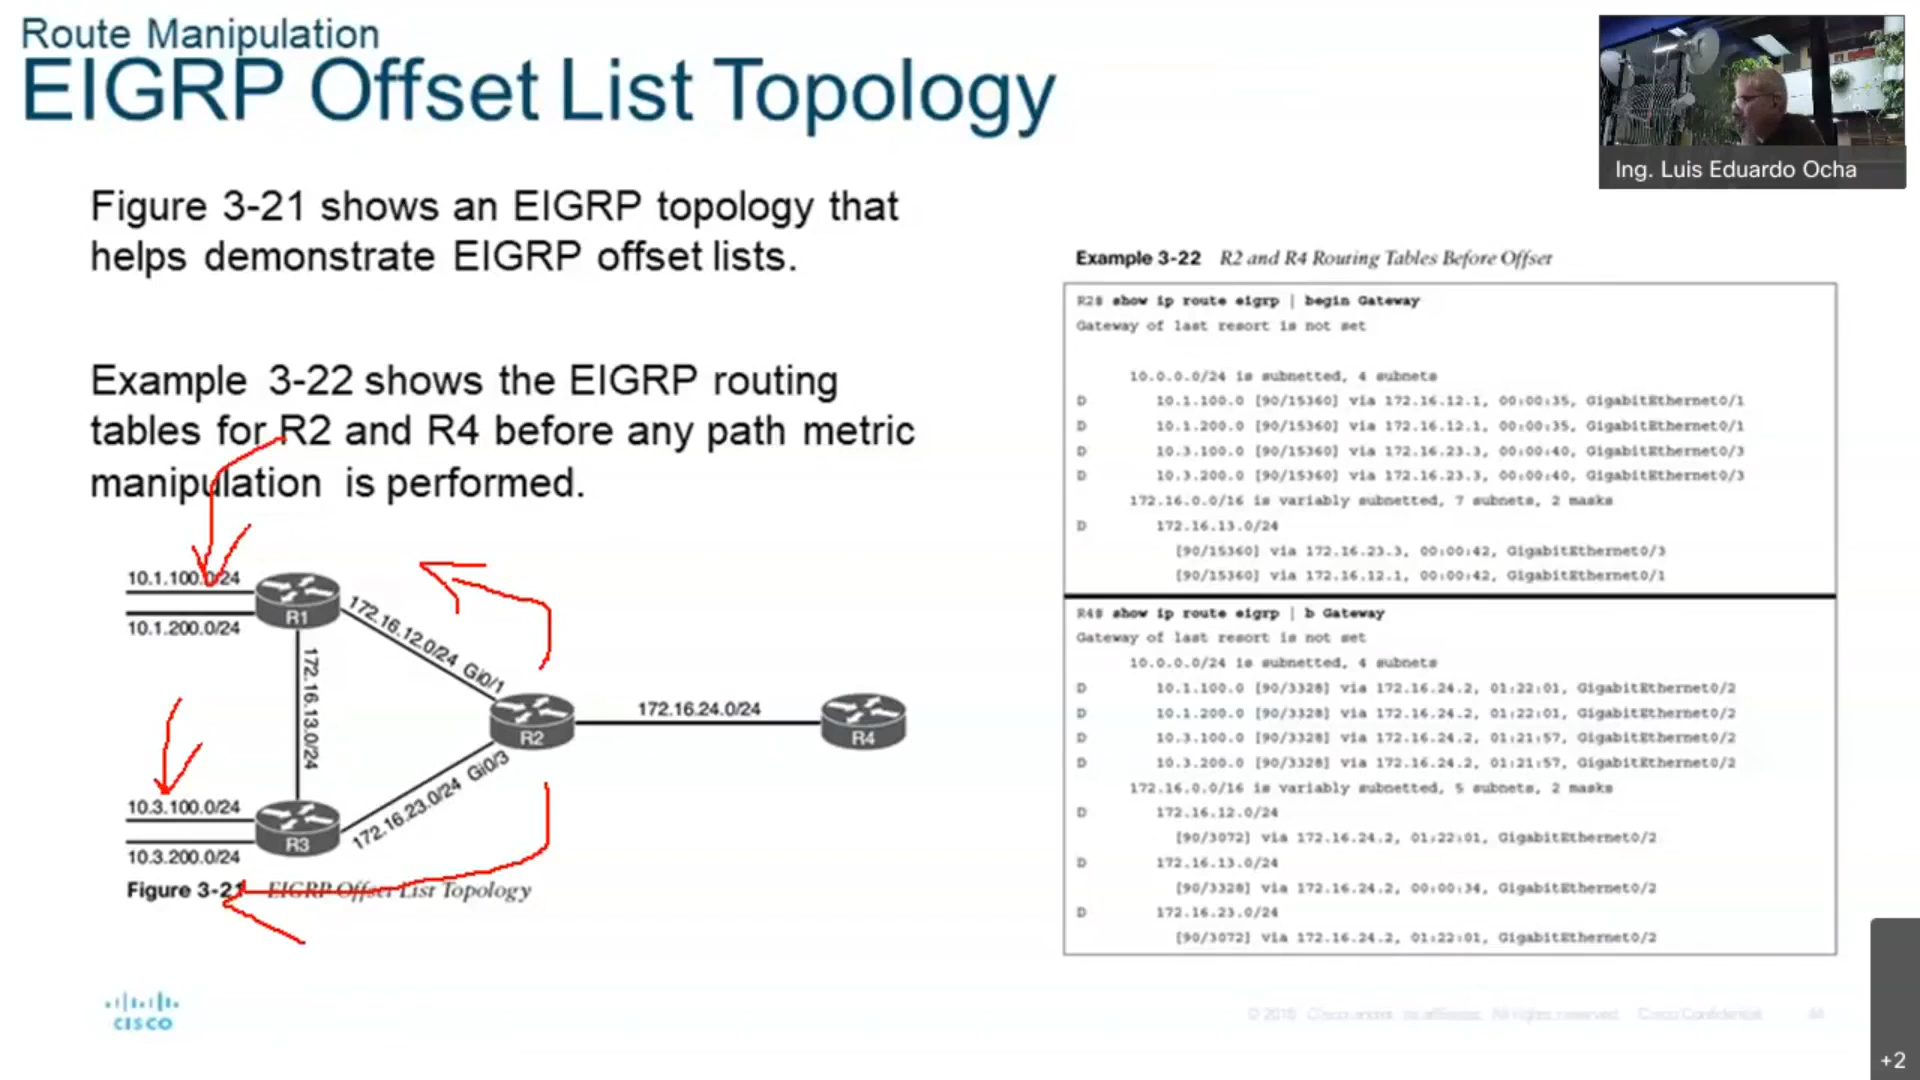 Route Manipulation
EIGRP Offset List Topology
Ing. Luis Eduardo Ocha
Figure 3-21 shows an EIGRP topology that
helps demonstrate EIGRP offset lists.
Example 3-22 shows the EIGRP routing
tables for R2 and R4 before any path metric
manipulation is performed.
10.1.100.0/24
10.1.200.0/24
R1
172.16.12.0/24 Gi0/1
172.16.13.0/24
R2
172.16.24.0/24
R4
172.16.23.0/24 Gi0/3
10.3.100.0/24
10.3.200.0/24
R3
Figure 3-21 EIGRP Offset List Topology
Example 3-22 R2 and R4 Routing Tables Before Offset
R2# show ip route eigrp | begin Gateway
Gateway of last resort is not set
10.0.0.0/24 is subnetted, 4 subnets
D 10.1.100.0 [90/15360] via 172.16.12.1, 00:00:35, GigabitEthernet0/1
D 10.1.200.0 [90/15360] via 172.16.12.1, 00:00:35, GigabitEthernet0/1
D 10.3.100.0 [90/15360] via 172.16.23.3, 00:00:40, GigabitEthernet0/3
D 10.3.200.0 [90/15360] via 172.16.23.3, 00:00:40, GigabitEthernet0/3
172.16.0.0/16 is variably subnetted, 7 subnets, 2 masks
D 172.16.13.0/24
[90/15360] via 172.16.23.3, 00:00:42, GigabitEthernet0/3
[90/15360] via 172.16.12.1, 00:00:42, GigabitEthernet0/1
R4# show ip route eigrp | b Gateway
Gateway of last resort is not set
10.0.0.0/24 is subnetted, 4 subnets
D 10.1.100.0 [90/3328] via 172.16.24.2, 01:22:01, GigabitEthernet0/2
D 10.1.200.0 [90/3328] via 172.16.24.2, 01:22:01, GigabitEthernet0/2
D 10.3.100.0 [90/3328] via 172.16.24.2, 01:21:57, GigabitEthernet0/2
D 10.3.200.0 [90/3328] via 172.16.24.2, 01:21:57, GigabitEthernet0/2
172.16.0.0/16 is variably subnetted, 5 subnets, 2 masks
D 172.16.12.0/24
[90/3072] via 172.16.24.2, 01:22:01, GigabitEthernet0/2
D 172.16.13.0/24
[90/3328] via 172.16.24.2, 00:00:34, GigabitEthernet0/2
D 172.16.23.0/24
[90/3072] via 172.16.24.2, 01:22:01, GigabitEthernet0/2
CISCO
All rights reserved. Cisco Confidential
+2